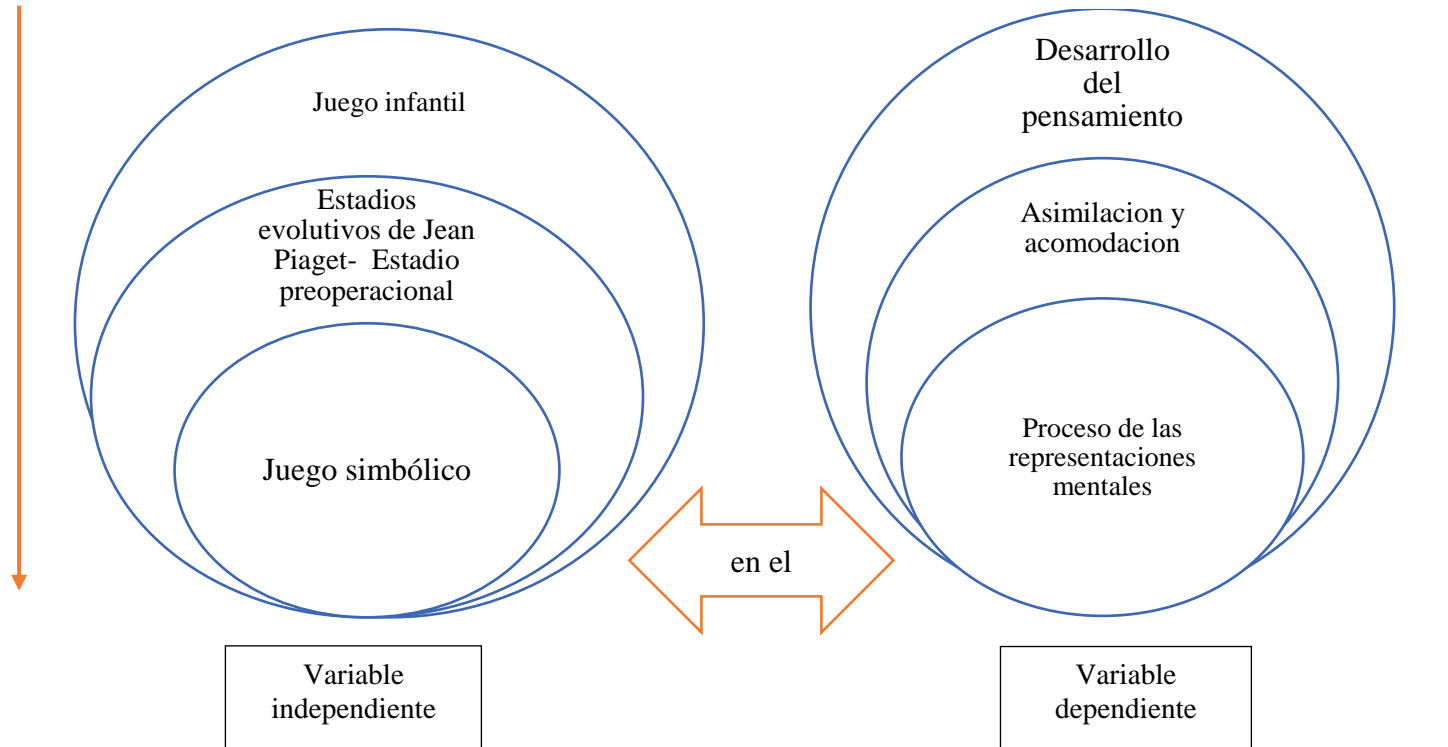 Juego infantil
Estadios
evolutivos de Jean
Piaget- Estadio
preoperacional
Juego simbólico
en el
Desarrollo
del
pensamiento
Asimilacion y
acomodacion
Proceso de las
representaciones
mentales
Variable
independiente
Variable
dependiente